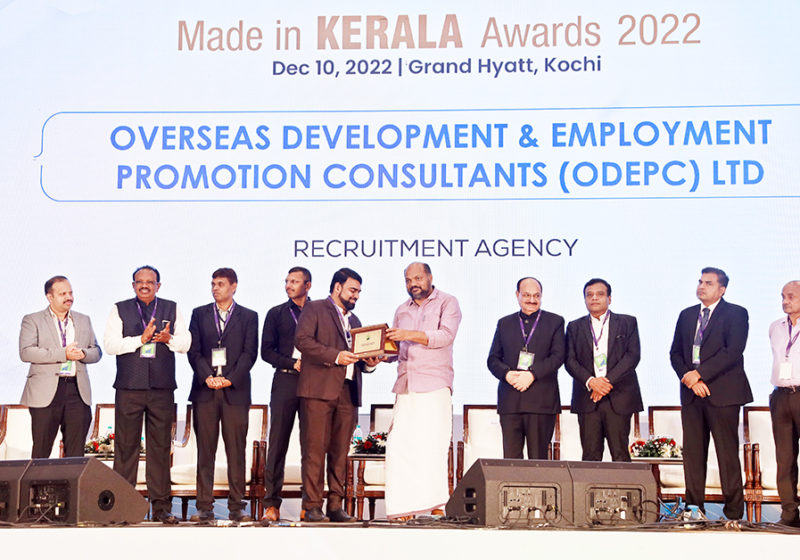 Made in KERALA Awards 2022
Dec 10, 2022 | Grand Hyatt, Kochi
OVERSEAS DEVELOPMENT & EMPLOYMENT
PROMOTION CONSULTANTS (ODEPC) LTD
RECRUITMENT AGENCY